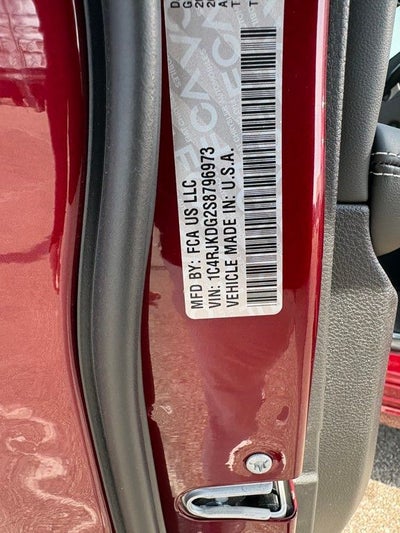 MFD BY: FCA US LLC
VIN: 1C4RJKDG2S8796973
VEHICLE MADE IN: U.S.A.